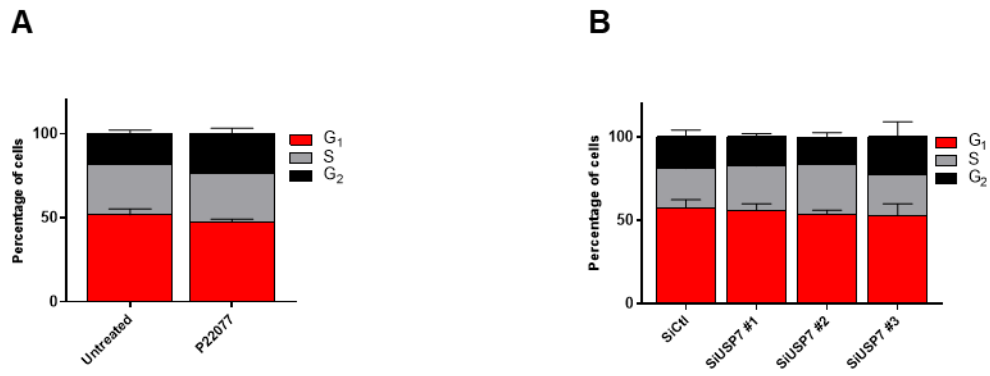 A
B
Percentage of cells
100
50
0
Untreated
P22077
G1
S
G2
Percentage of cells
100
50
0
SiCtl
SiUSP7 #1
SiUSP7 #2
SiUSP7 #3
G1
S
G2